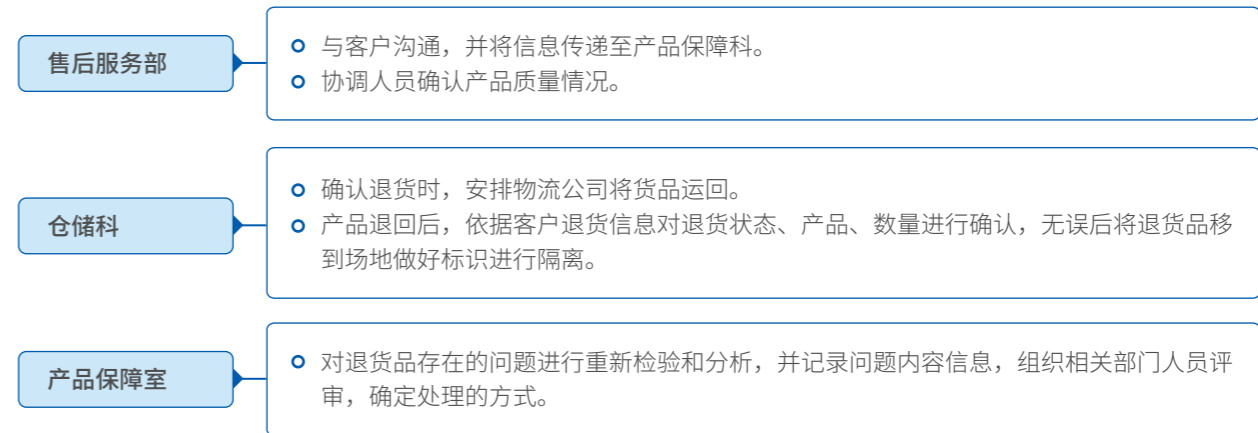 售后服务部
与客户沟通，并将信息传递至产品保障科。
协调人员确认产品质量情况。
仓储科
确认退货时，安排物流公司将货品运回。
产品退回后，依据客户退货信息对退货状态、产品、数量进行确认，无误后将退货品移
到场地做好标识进行隔离。
产品保障室
对退货品存在的问题进行重新检验和分析，并记录问题内容信息，组织相关部门人员评
审，确定处理的方式。